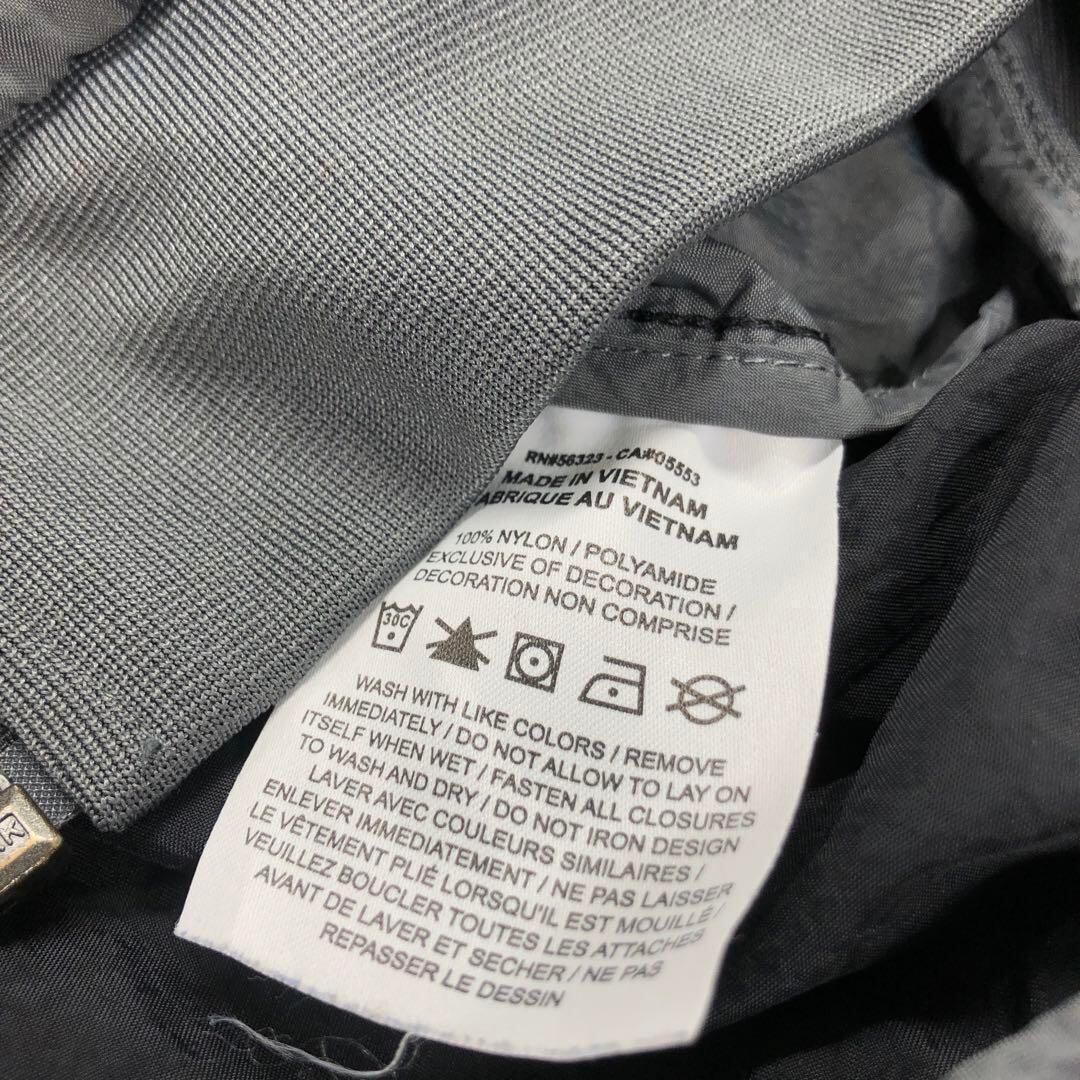 RN#56323 - CA#05553
MADE IN VIETNAM
FABRIQUE AU VIETNAM
100% NYLON / POLYAMIDE
EXCLUSIVE OF DECORATION /
DECORATION NON COMPRISE
30C
WASH WITH LIKE COLORS / REMOVE
IMMEDIATELY / DO NOT ALLOW TO LAY ON
ITSELF WHEN WET / FASTEN ALL CLOSURES
TO WASH AND DRY / DO NOT IRON DESIGN
LAVER AVEC COULEURS SIMILAIRES /
ENLEVER IMMEDIATEMENT / NE PAS LAISSER
LE VÊTEMENT PLIÉ LORSQU'IL EST MOUILLÉ /
VEUILLEZ BOUCLER TOUTES LES ATTACHES
AVANT DE LAVER ET SECHER / NE PAS
REPASSER LE DESSIN